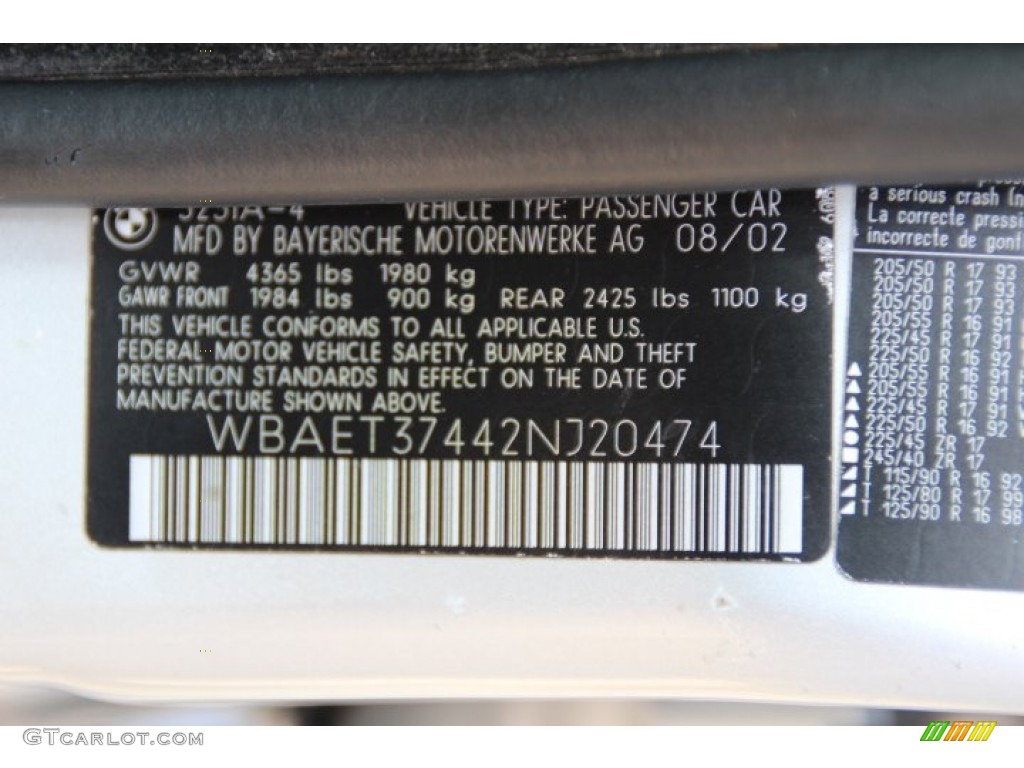 325IA-4 VEHICLE TYPE: PASSENGER CAR
MFD BY BAYERISCHE MOTORENWERKE AG 08/02
GVWR 4365 lbs 1980 kg
GAWR FRONT 1984 lbs 900 kg REAR 2425 lbs 1100 kg
THIS VEHICLE CONFORMS TO ALL APPLICABLE U.S.
FEDERAL MOTOR VEHICLE SAFETY, BUMPER AND THEFT
PREVENTION STANDARDS IN EFFECT ON THE DATE OF
MANUFACTURE SHOWN ABOVE.
WBAET37442NJ20474
a serious crash (n
La correcte pressi
incorrecte de gonf
205/50 R 17 93
205/50 R 17 93
205/50 R 17 93
205/55 R 16 91
225/45 R 17 91
225/50 R 16 92
205/55 R 16 91
205/55 R 16 91
225/45 R 17 91
225/50 R 16 92
225/45 ZR 17
245/40 ZR 17
T 115/90 R 16 92
T 125/80 R 17 99
T 125/90 R 16 98
GTcarlot.com